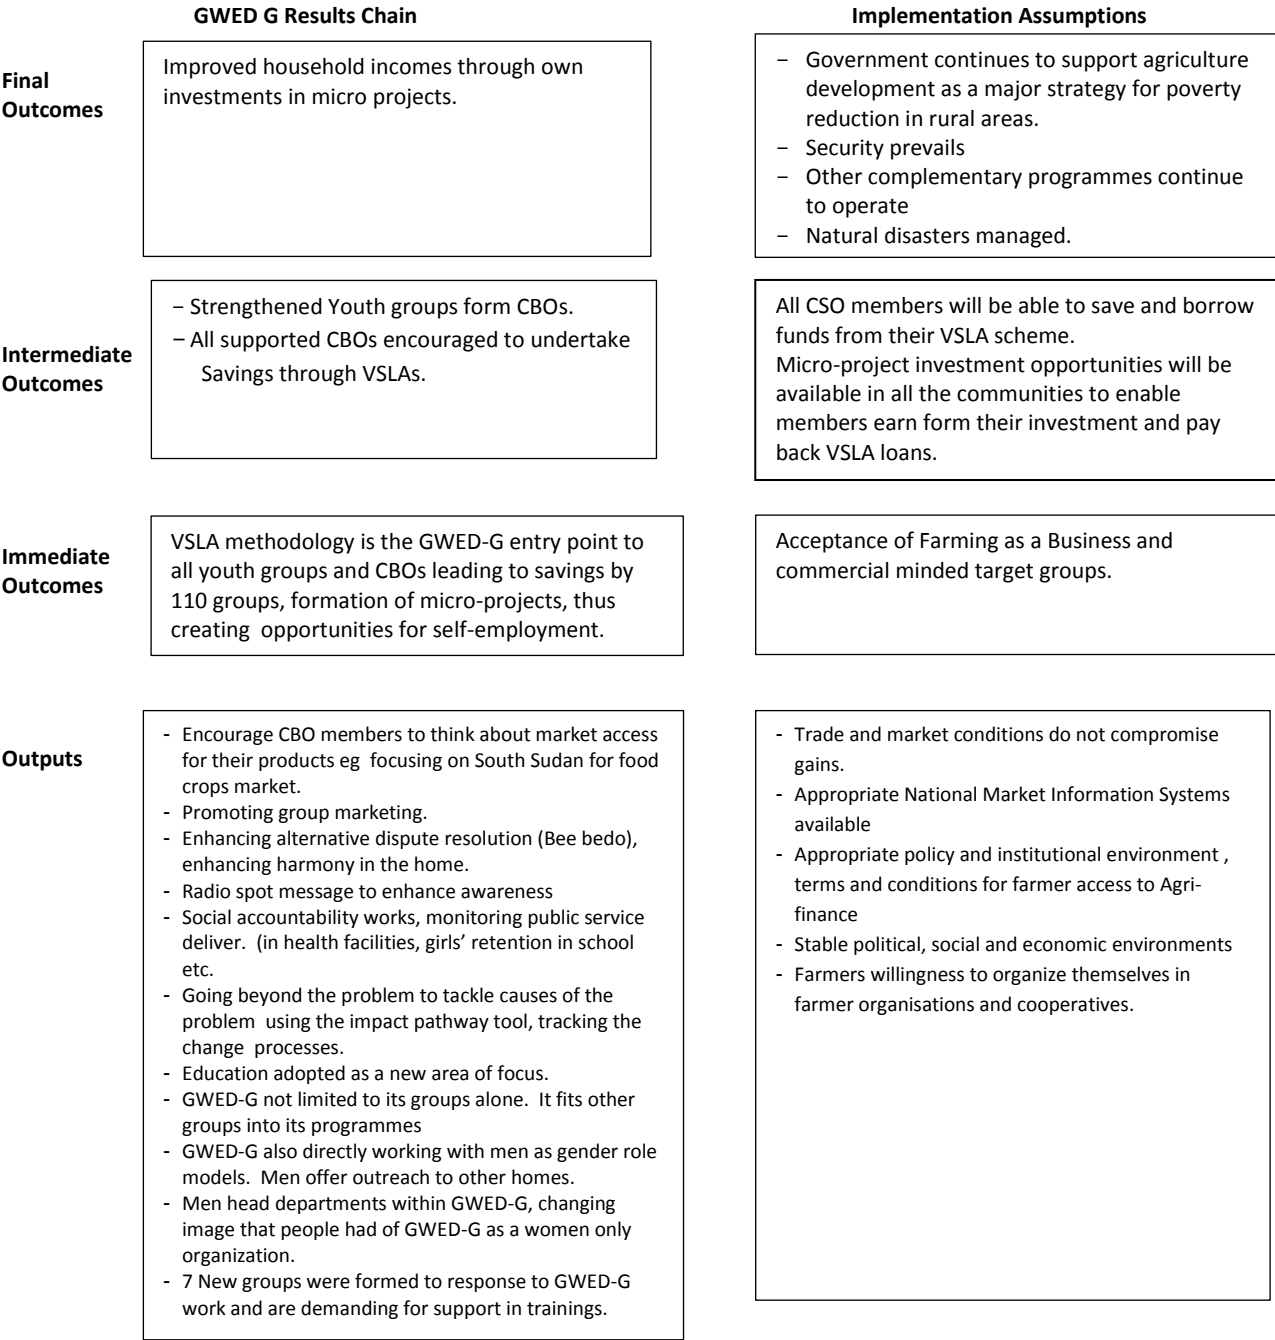 GWED G Results Chain
Implementation Assumptions
Final
Outcomes
Improved household incomes through own
investments in micro projects.
− Government continues to support agriculture
development as a major strategy for poverty
reduction in rural areas.
− Security prevails
− Other complementary programmes continue
to operate
− Natural disasters managed.
Intermediate
Outcomes
− Strengthened Youth groups form CBOs.
− All supported CBOs encouraged to undertake
Savings through VSLAs.
All CSO members will be able to save and borrow
funds from their VSLA scheme.
Micro-project investment opportunities will be
available in all the communities to enable
members earn form their investment and pay
back VSLA loans.
Immediate
Outcomes
VSLA methodology is the GWED-G entry point to
all youth groups and CBOs leading to savings by
110 groups, formation of micro-projects, thus
creating opportunities for self-employment.
Acceptance of Farming as a Business and
commercial minded target groups.
Outputs
- Encourage CBO members to think about market access
for their products eg focusing on South Sudan for food
crops market.
- Promoting group marketing.
- Enhancing alternative dispute resolution (Bee bedo),
enhancing harmony in the home.
- Radio spot message to enhance awareness
- Social accountability works, monitoring public service
deliver. (in health facilities, girls’ retention in school
etc.
- Going beyond the problem to tackle causes of the
problem using the impact pathway tool, tracking the
change processes.
- Education adopted as a new area of focus.
- GWED-G not limited to its groups alone. It fits other
groups into its programmes
- GWED-G also directly working with men as gender role
models. Men offer outreach to other homes.
- Men head departments within GWED-G, changing
image that people had of GWED-G as a women only
organization.
- 7 New groups were formed to response to GWED-G
work and are demanding for support in trainings.
- Trade and market conditions do not compromise
gains.
- Appropriate National Market Information Systems
available
- Appropriate policy and institutional environment ,
terms and conditions for farmer access to Agri-
finance
- Stable political, social and economic environments
- Farmers willingness to organize themselves in
farmer organisations and cooperatives.